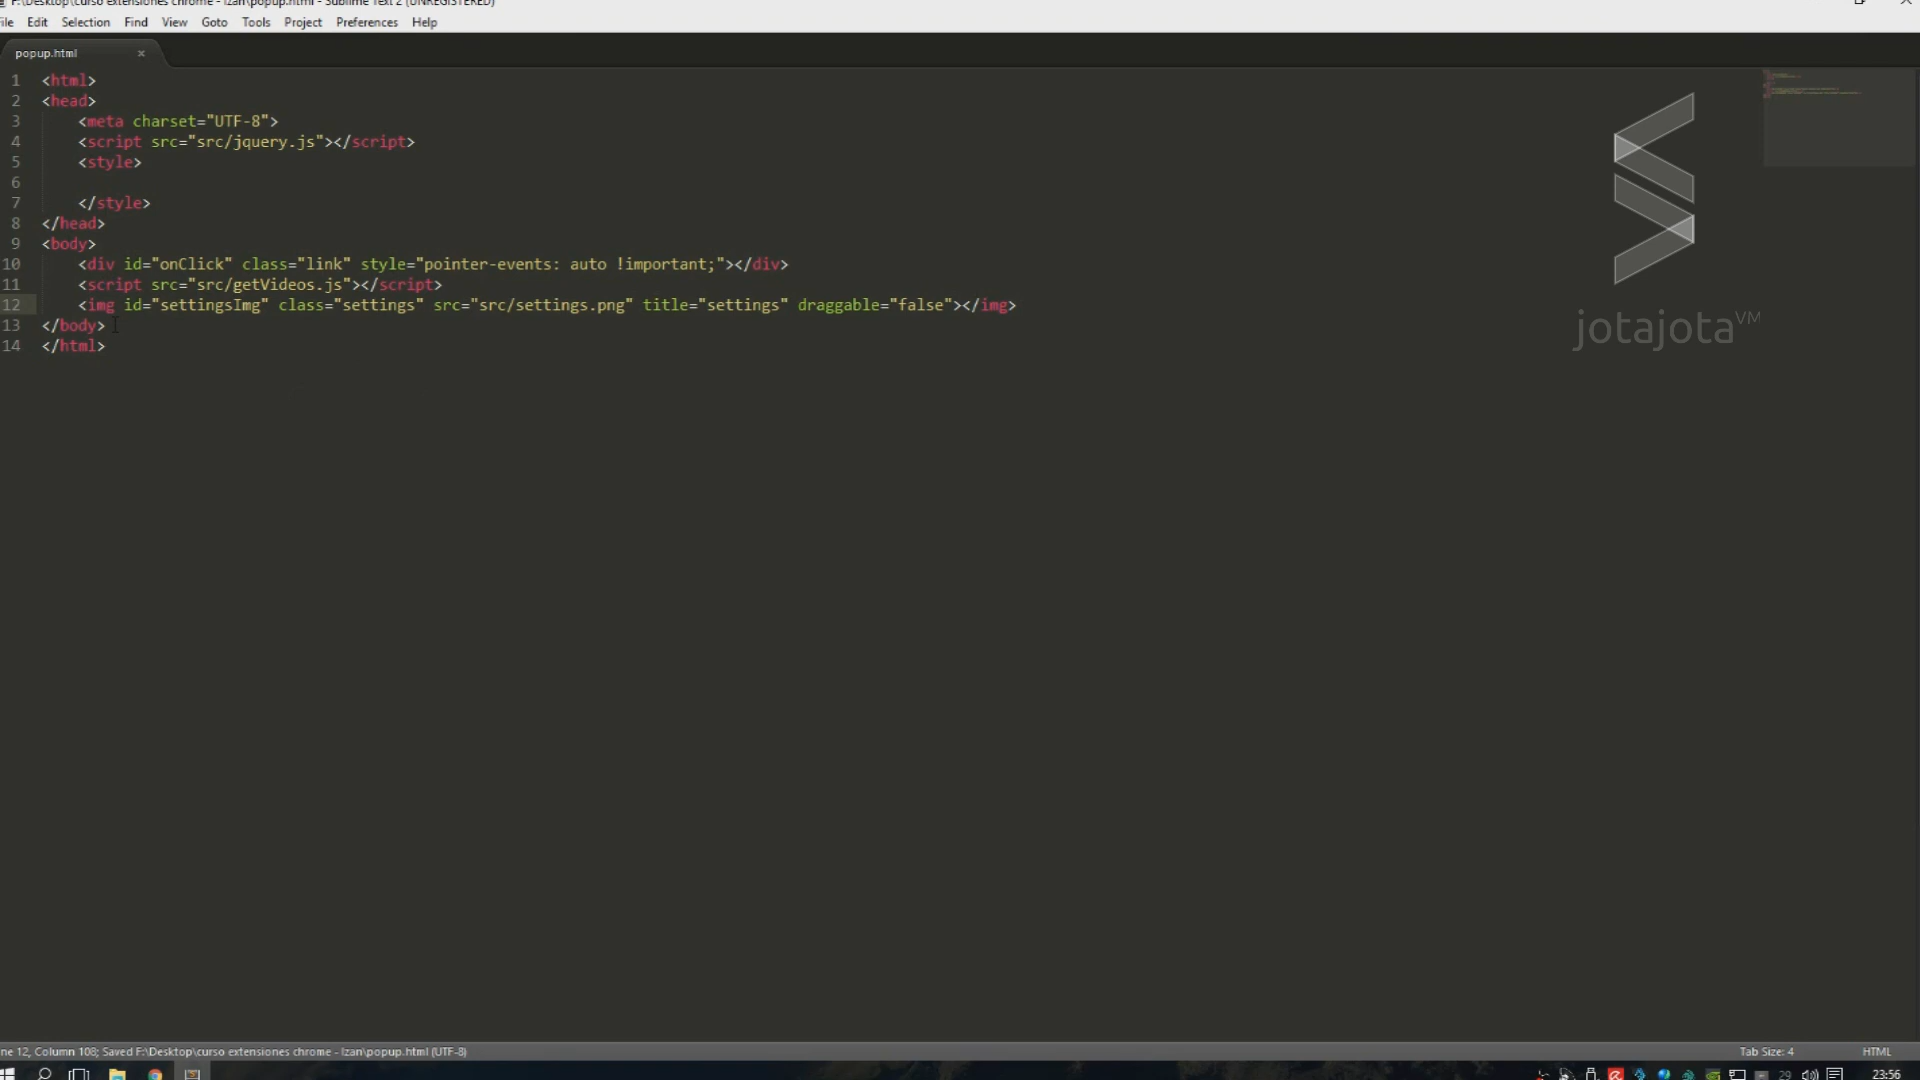 F:\Desktop\curso extensiones chrome - Izan\popup.html - Sublime Text 2 (UNREGISTERED)
ile Edit Selection Find View Goto Tools Project Preferences Help
popup.html ×
1 <html>
2 <head>
3 <meta charset="UTF-8">
4 <script src="src/jquery.js"></script>
5 <style>
6
7 </style>
8 </head>
9 <body>
10 <div id="onClick" class="link" style="pointer-events: auto !important;"></div>
11 <script src="src/getVideos.js"></script>
12 <img id="settingsImg" class="settings" src="src/settings.png" title="settings" draggable="false"></img>
13 </body>
14 </html>
jotajotaVM
ne 12, Column 108; Saved F:\Desktop\curso extensiones chrome - Izan\popup.html (UTF-8) Tab Size: 4 HTML
29 23:56